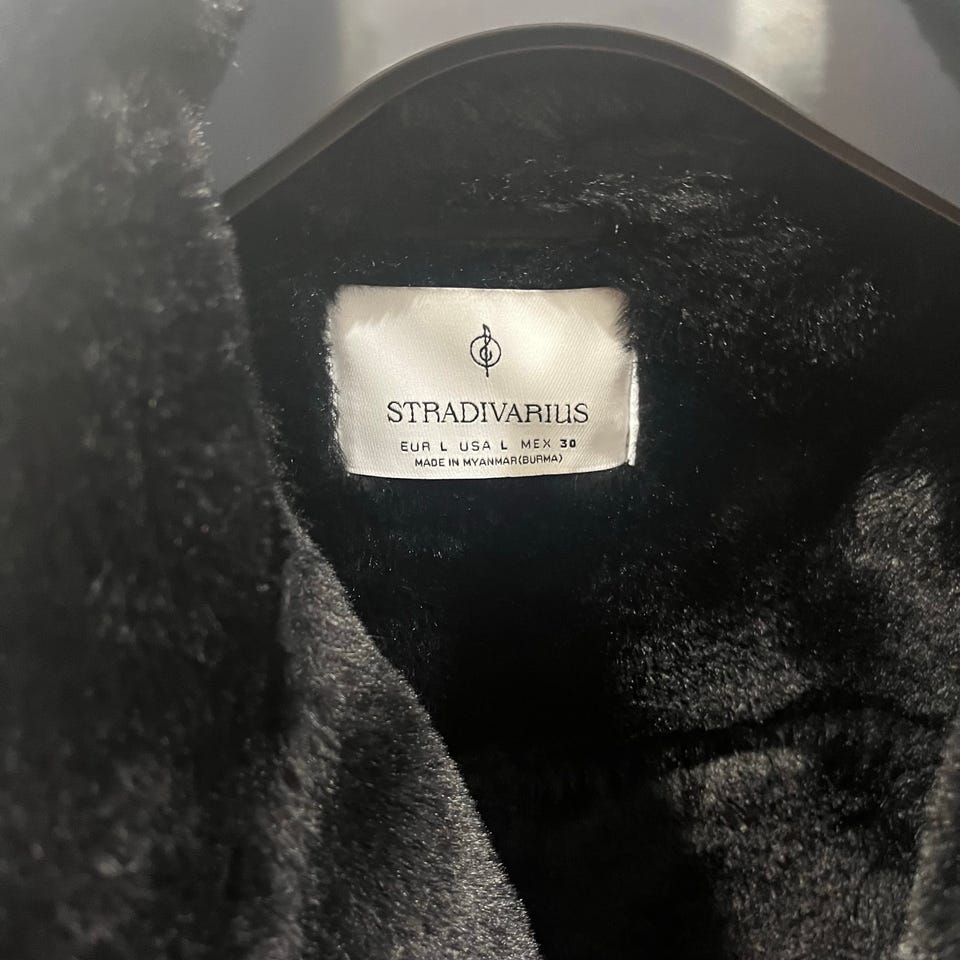 STRADIVARIUS
EUR L USA L MEX 30
MADE IN MYANMAR(BURMA)